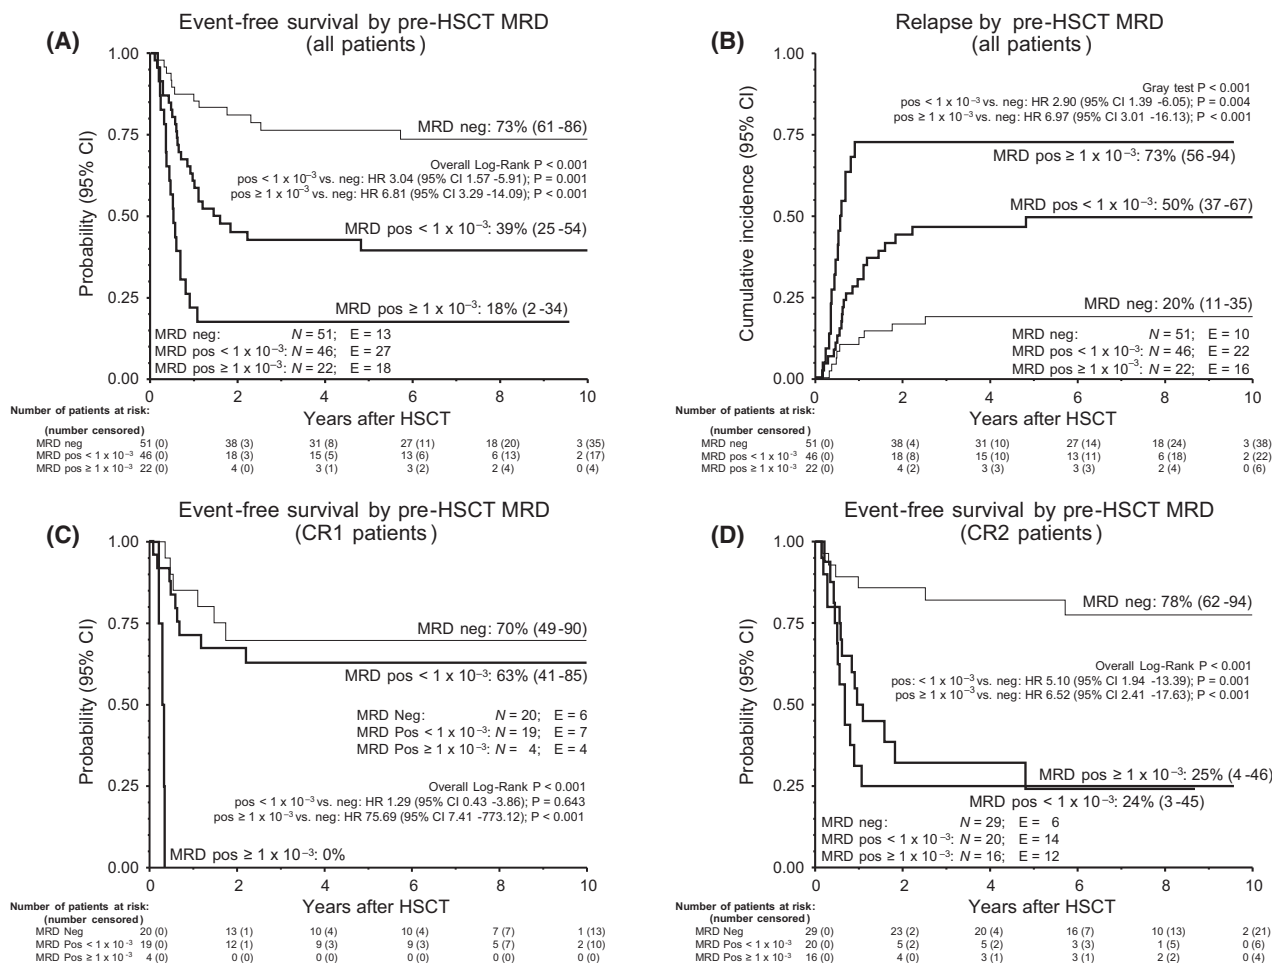 (A)
Event-free survival by pre-HSCT MRD
(all patients)
Probability (95% CI)
1.00
0.75
0.50
0.25
0.00
MRD neg: 73% (61-86)
Overall Log-Rank P < 0.001
pos < 1 x 10⁻³ vs. neg: HR 3.04 (95% CI 1.57 -5.91); P = 0.001
pos ≥ 1 x 10⁻³ vs. neg: HR 6.81 (95% CI 3.29 -14.09); P < 0.001
MRD pos < 1 x 10⁻³: 39% (25-54)
MRD pos ≥ 1 x 10⁻³: 18% (2-34)
MRD neg: N = 51; E = 13
MRD pos < 1 x 10⁻³: N = 46; E = 27
MRD pos ≥ 1 x 10⁻³: N = 22; E = 18
0 2 4 6 8 10
Years after HSCT
Number of patients at risk:
(number censored)
MRD neg 51 (0) 38 (3) 31 (8) 27 (11) 18 (20) 3 (35)
MRD pos < 1 x 10⁻³ 46 (0) 18 (3) 15 (5) 13 (6) 6 (13) 2 (17)
MRD pos ≥ 1 x 10⁻³ 22 (0) 4 (0) 3 (1) 3 (2) 2 (4) 0 (4)
(B)
Relapse by pre-HSCT MRD
(all patients)
Cumulative incidence (95% CI)
1.00
0.75
0.50
0.25
0.00
Gray test P < 0.001
pos < 1 x 10⁻³ vs. neg: HR 2.90 (95% CI 1.39 -6.05); P = 0.004
pos ≥ 1 x 10⁻³ vs. neg: HR 6.97 (95% CI 3.01 -16.13); P < 0.001
MRD pos ≥ 1 x 10⁻³: 73% (56-94)
MRD pos < 1 x 10⁻³: 50% (37-67)
MRD neg: 20% (11-35)
MRD neg: N = 51; E = 10
MRD pos < 1 x 10⁻³: N = 46; E = 22
MRD pos ≥ 1 x 10⁻³: N = 22; E = 16
0 2 4 6 8 10
Years after HSCT
Number of patients at risk:
(number censored)
MRD neg 51 (0) 38 (4) 31 (10) 27 (14) 18 (24) 3 (38)
MRD pos < 1 x 10⁻³ 46 (0) 18 (8) 15 (10) 13 (11) 6 (18) 2 (22)
MRD pos ≥ 1 x 10⁻³ 22 (0) 4 (2) 3 (3) 3 (3) 2 (4) 0 (6)
(C)
Event-free survival by pre-HSCT MRD
(CR1 patients)
Probability (95% CI)
1.00
0.75
0.50
0.25
0.00
MRD neg: 70% (49-90)
MRD pos < 1 x 10⁻³: 63% (41-85)
MRD Neg: N = 20; E = 6
MRD Pos < 1 x 10⁻³: N = 19; E = 7
MRD Pos ≥ 1 x 10⁻³: N = 4; E = 4
Overall Log-Rank P < 0.001
pos < 1 x 10⁻³ vs. neg: HR 1.29 (95% CI 0.43 -3.86); P = 0.643
pos ≥ 1 x 10⁻³ vs. neg: HR 75.69 (95% CI 7.41 -773.12); P < 0.001
MRD pos ≥ 1 x 10⁻³: 0%
0 2 4 6 8 10
Years after HSCT
Number of patients at risk:
(number censored)
MRD Neg 20 (0) 13 (1) 10 (4) 10 (4) 7 (7) 1 (13)
MRD Pos < 1 x 10⁻³ 19 (0) 12 (1) 9 (3) 9 (3) 5 (7) 2 (10)
MRD Pos ≥ 1 x 10⁻³ 4 (0) 0 (0) 0 (0) 0 (0) 0 (0) 0 (0)
(D)
Event-free survival by pre-HSCT MRD
(CR2 patients)
Probability (95% CI)
1.00
0.75
0.50
0.25
0.00
MRD neg: 78% (62-94)
Overall Log-Rank P < 0.001
pos: < 1 x 10⁻³ vs. neg: HR 5.10 (95% CI 1.94 -13.39); P = 0.001
pos ≥ 1 x 10⁻³ vs. neg: HR 6.52 (95% CI 2.41 -17.63); P < 0.001
MRD pos ≥ 1 x 10⁻³: 25% (4-46)
MRD pos < 1 x 10⁻³: 24% (3-45)
MRD neg: N = 29; E = 6
MRD pos < 1 x 10⁻³: N = 20; E = 14
MRD pos ≥ 1 x 10⁻³: N = 16; E = 12
0 2 4 6 8 10
Years after HSCT
Number of patients at risk:
(number censored)
MRD Neg 29 (0) 23 (2) 20 (4) 16 (7) 10 (13) 2 (21)
MRD Pos < 1 x 10⁻³ 20 (0) 5 (2) 5 (2) 3 (3) 1 (5) 0 (6)
MRD Pos ≥ 1 x 10⁻³ 16 (0) 4 (0) 3 (1) 3 (1) 2 (2) 0 (4)